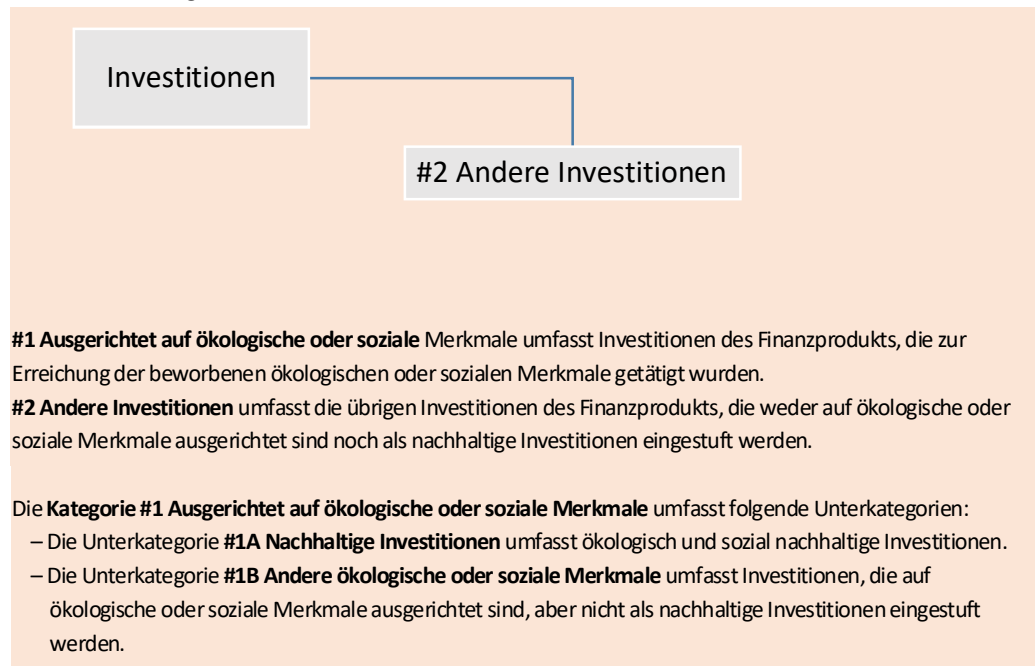 Investitionen
#2 Andere Investitionen
#1 Ausgerichtet auf ökologische oder soziale Merkmale umfasst Investitionen des Finanzprodukts, die zur
Erreichung der beworbenen ökologischen oder sozialen Merkmale getätigt wurden.
#2 Andere Investitionen umfasst die übrigen Investitionen des Finanzprodukts, die weder auf ökologische oder
soziale Merkmale ausgerichtet sind noch als nachhaltige Investitionen eingestuft werden.
Die Kategorie #1 Ausgerichtet auf ökologische oder soziale Merkmale umfasst folgende Unterkategorien:
– Die Unterkategorie #1A Nachhaltige Investitionen umfasst ökologisch und sozial nachhaltige Investitionen.
– Die Unterkategorie #1B Andere ökologische oder soziale Merkmale umfasst Investitionen, die auf
ökologische oder soziale Merkmale ausgerichtet sind, aber nicht als nachhaltige Investitionen eingestuft
werden.